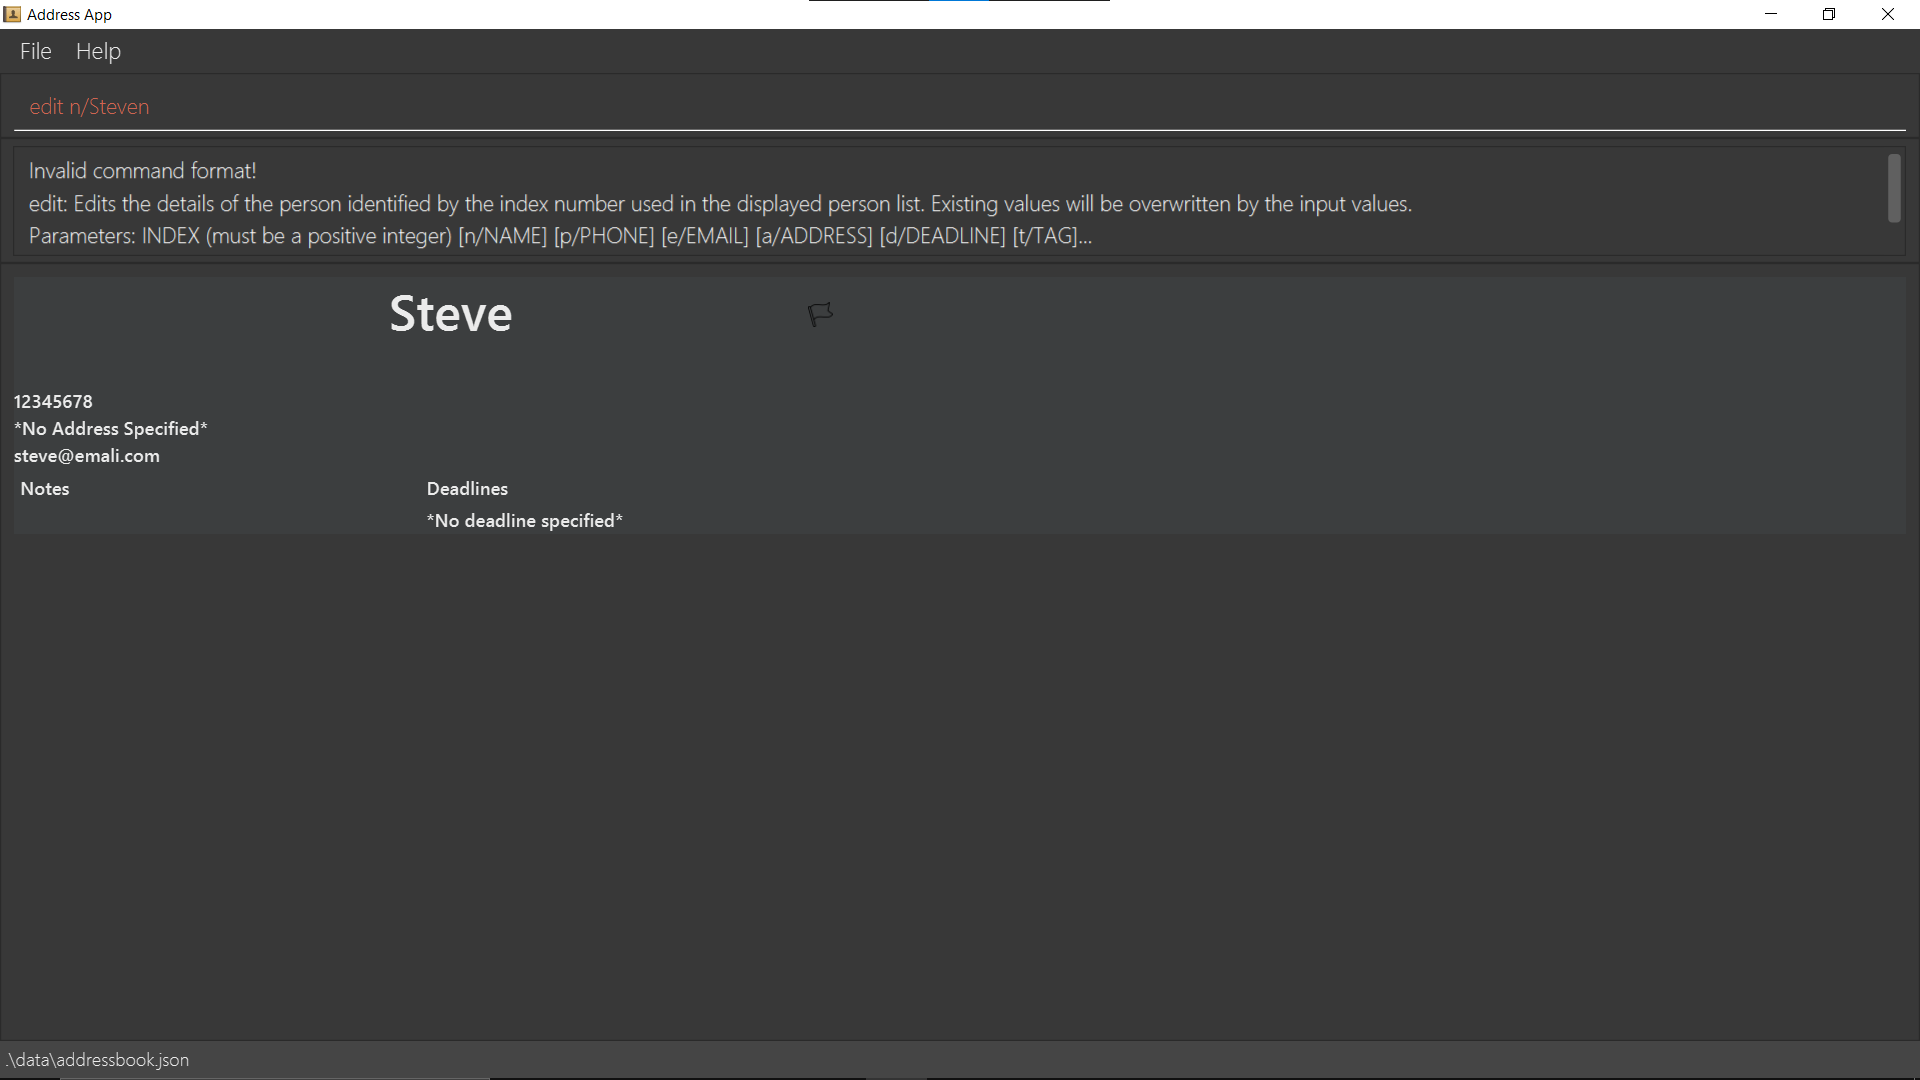 Address App
File Help
edit n/Steven
Invalid command format!
edit: Edits the details of the person identified by the index number used in the displayed person list. Existing values will be overwritten by the input values.
Parameters: INDEX (must be a positive integer) [n/NAME] [p/PHONE] [e/EMAIL] [a/ADDRESS] [d/DEADLINE] [t/TAG]...
Steve
12345678
*No Address Specified*
steve@emali.com
Notes Deadlines
*No deadline specified*
.\data\addressbook.json